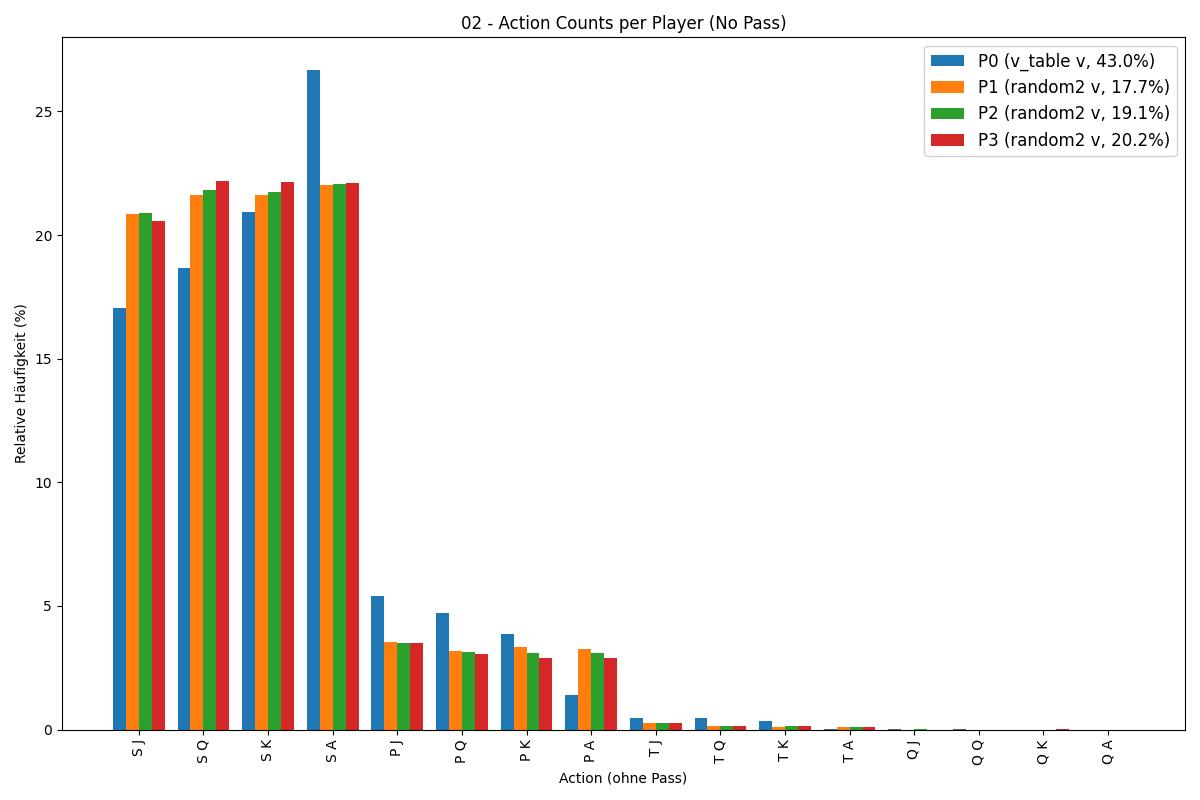 02 - Action Counts per Player (No Pass)
P0 (v_table v, 43.0%)
P1 (random2 v, 17.7%)
P2 (random2 v, 19.1%)
P3 (random2 v, 20.2%)
Relative Häufigkeit (%)
25
20
15
10
5
0
S J
S Q
S K
S A
P J
P Q
P K
P A
T J
T Q
T K
T A
Q J
Q Q
Q K
Q A
Action (ohne Pass)